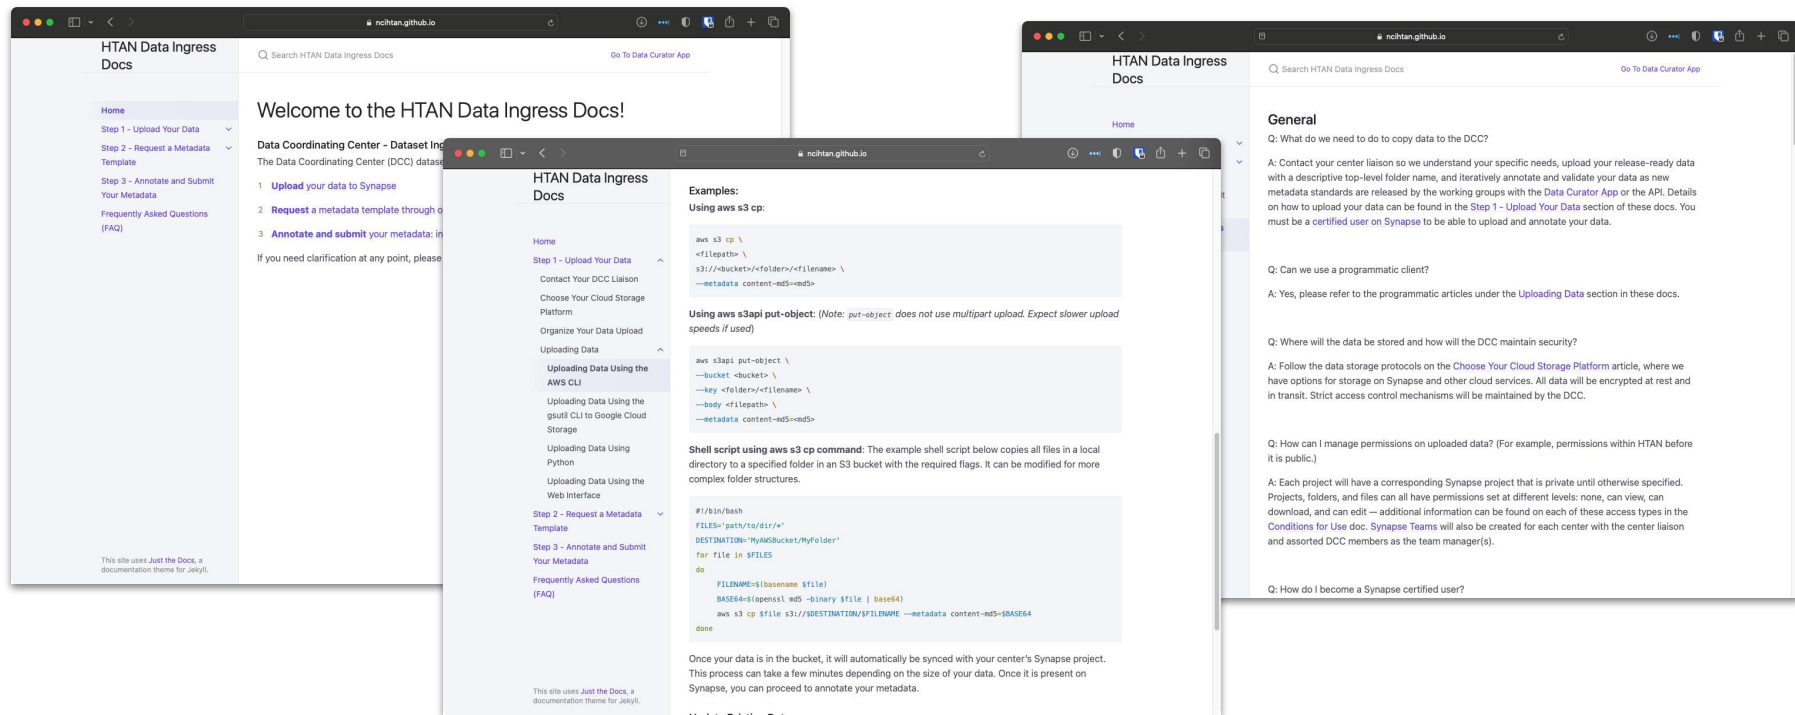 ncihtan.github.io
HTAN Data Ingress
Docs
Search HTAN Data Ingress Docs
Go To Data Curator App
Home
Step 1 - Upload Your Data
Step 2 - Request a Metadata
Template
Step 3 - Annotate and Submit
Your Metadata
Frequently Asked Questions
(FAQ)
This site uses Just the Docs, a
documentation theme for Jekyll.
Welcome to the HTAN Data Ingress Docs!
Data Coordinating Center - Dataset Ing
The Data Coordinating Center (DCC) datase
1 Upload your data to Synapse
2 Request a metadata template through o
3 Annotate and submit your metadata: in
If you need clarification at any point, please
ncihtan.github.io
HTAN Data Ingress
Docs
Home
Step 1 - Upload Your Data
Contact Your DCC Liaison
Choose Your Cloud Storage
Platform
Organize Your Data Upload
Uploading Data
Uploading Data Using the
AWS CLI
Uploading Data Using the
gsutil CLI to Google Cloud
Storage
Uploading Data Using
Python
Uploading Data Using the
Web Interface
Step 2 - Request a Metadata
Template
Step 3 - Annotate and Submit
Your Metadata
Frequently Asked Questions
(FAQ)
This site uses Just the Docs, a
documentation theme for Jekyll.
Examples:
Using aws s3 cp:
aws s3 cp \
<filepath> \
s3://<bucket>/<folder>/<filename> \
--metadata content-md5=<md5>
Using aws s3api put-object: (Note: put-object does not use multipart upload. Expect slower upload
speeds if used)
aws s3api put-object \
--bucket <bucket> \
--key <folder>/<filename> \
--body <filepath> \
--metadata content-md5=<md5>
Shell script using aws s3 cp command: The example shell script below copies all files in a local
directory to a specified folder in an S3 bucket with the required flags. It can be modified for more
complex folder structures.
#!/bin/bash
FILES='path/to/dir/*'
DESTINATION='MyAWSBucket/MyFolder'
for file in $FILES
do
FILENAME=$(basename $file)
BASE64=$(openssl md5 -binary $file | base64)
aws s3 cp $file s3://$DESTINATION/$FILENAME --metadata content-md5=$BASE64
done
Once your data is in the bucket, it will automatically be synced with your center's Synapse project.
This process can take a few minutes depending on the size of your data. Once it is present on
Synapse, you can proceed to annotate your metadata.
ncihtan.github.io
HTAN Data Ingress
Docs
Search HTAN Data Ingress Docs
Go To Data Curator App
Home
General
Q: What do we need to do to copy data to the DCC?
A: Contact your center liaison so we understand your specific needs, upload your release-ready data
with a descriptive top-level folder name, and iteratively annotate and validate your data as new
metadata standards are released by the working groups with the Data Curator App or the API. Details
on how to upload your data can be found in the Step 1 - Upload Your Data section of these docs. You
must be a certified user on Synapse to be able to upload and annotate your data.
Q: Can we use a programmatic client?
A: Yes, please refer to the programmatic articles under the Uploading Data section in these docs.
Q: Where will the data be stored and how will the DCC maintain security?
A: Follow the data storage protocols on the Choose Your Cloud Storage Platform article, where we
have options for storage on Synapse and other cloud services. All data will be encrypted at rest and
in transit. Strict access control mechanisms will be maintained by the DCC.
Q: How can I manage permissions on uploaded data? (For example, permissions within HTAN before
it is public.)
A: Each project will have a corresponding Synapse project that is private until otherwise specified.
Projects, folders, and files can all have permissions set at different levels: none, can view, can
download, and can edit — additional information can be found on each of these access types in the
Conditions for Use doc. Synapse Teams will also be created for each center with the center liaison
and assorted DCC members as the team manager(s).
Q: How do I become a Synapse certified user?